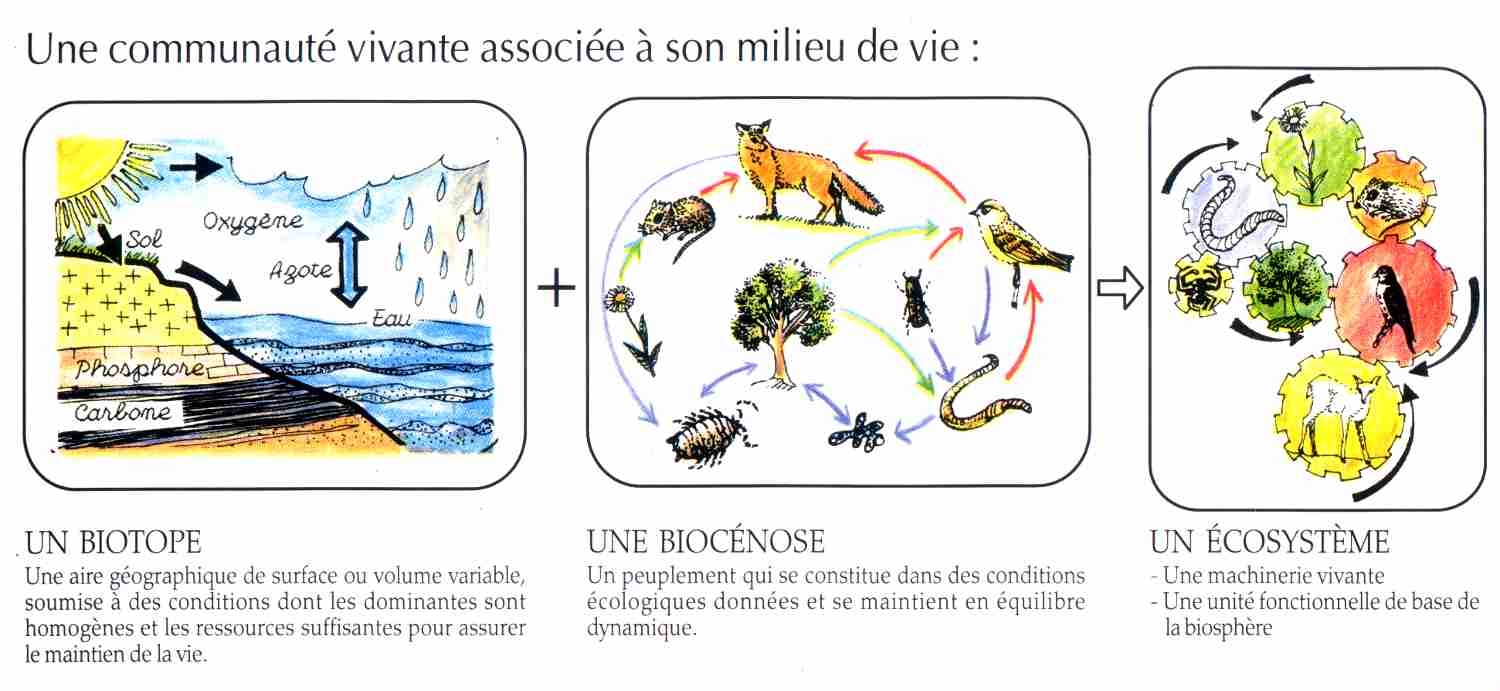 Une communauté vivante associée à son milieu de vie :
Oxygène
Sol
Azote
Eau
Phosphore
Carbone
+
UN BIOTOPE
Une aire géographique de surface ou volume variable,
soumise à des conditions dont les dominantes sont
homogènes et les ressources suffisantes pour assurer
le maintien de la vie.
UNE BIOCÉNOSE
Un peuplement qui se constitue dans des conditions
écologiques données et se maintient en équilibre
dynamique.
UN ÉCOSYSTÈME
- Une machinerie vivante
- Une unité fonctionnelle de base de
la biosphère